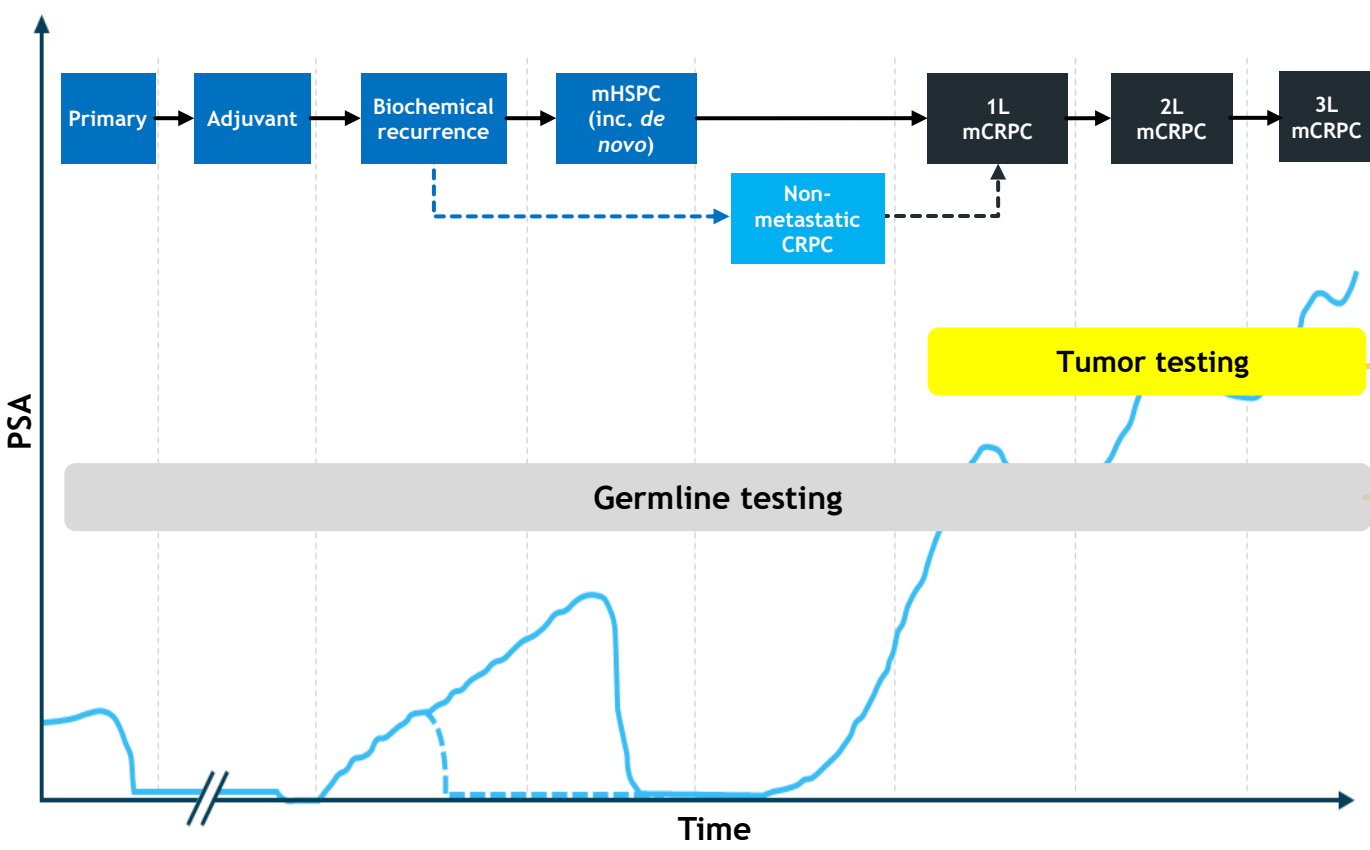 Primary
Adjuvant
Biochemical
recurrence
mHSPC
(inc. de
novo)
1L
mCRPC
2L
mCRPC
3L
mCRPC
Non-
metastatic
CRPC
Tumor testing
PSA
Germline testing
Time